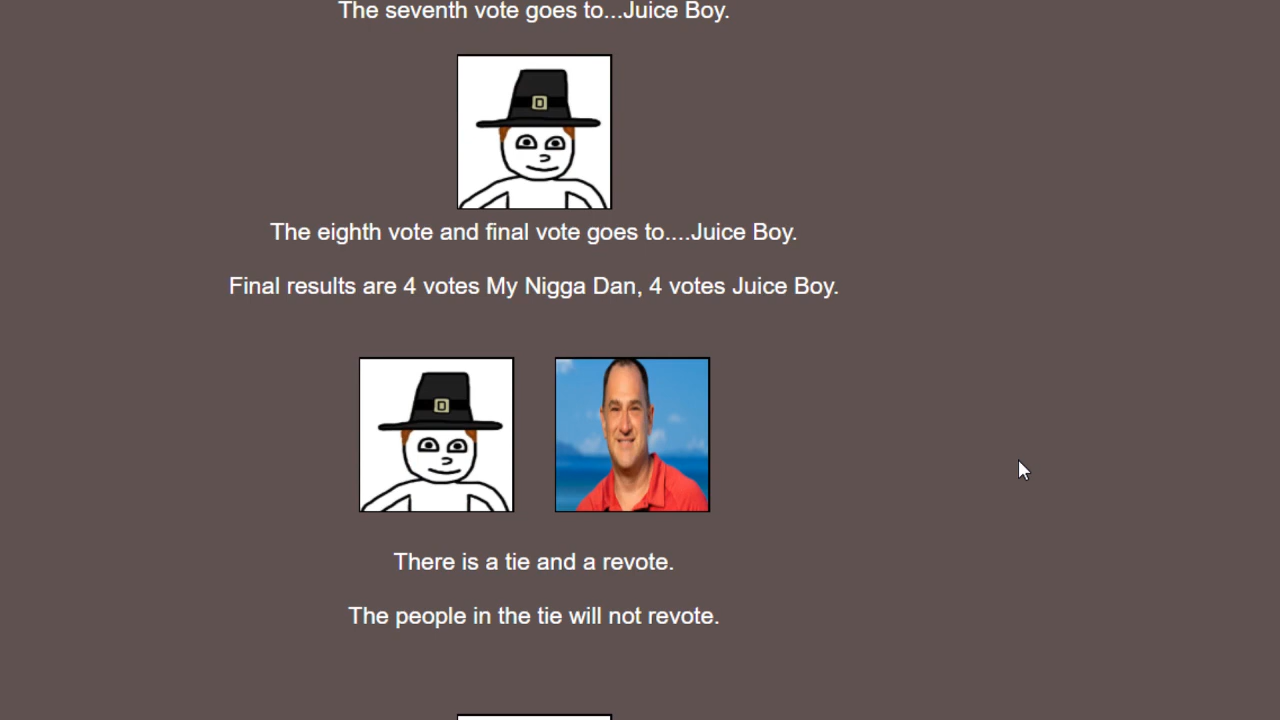 The seventh vote goes to...Juice Boy.
The eighth vote and final vote goes to....Juice Boy.
Final results are 4 votes My Nigga Dan, 4 votes Juice Boy.
There is a tie and a revote.
The people in the tie will not revote.